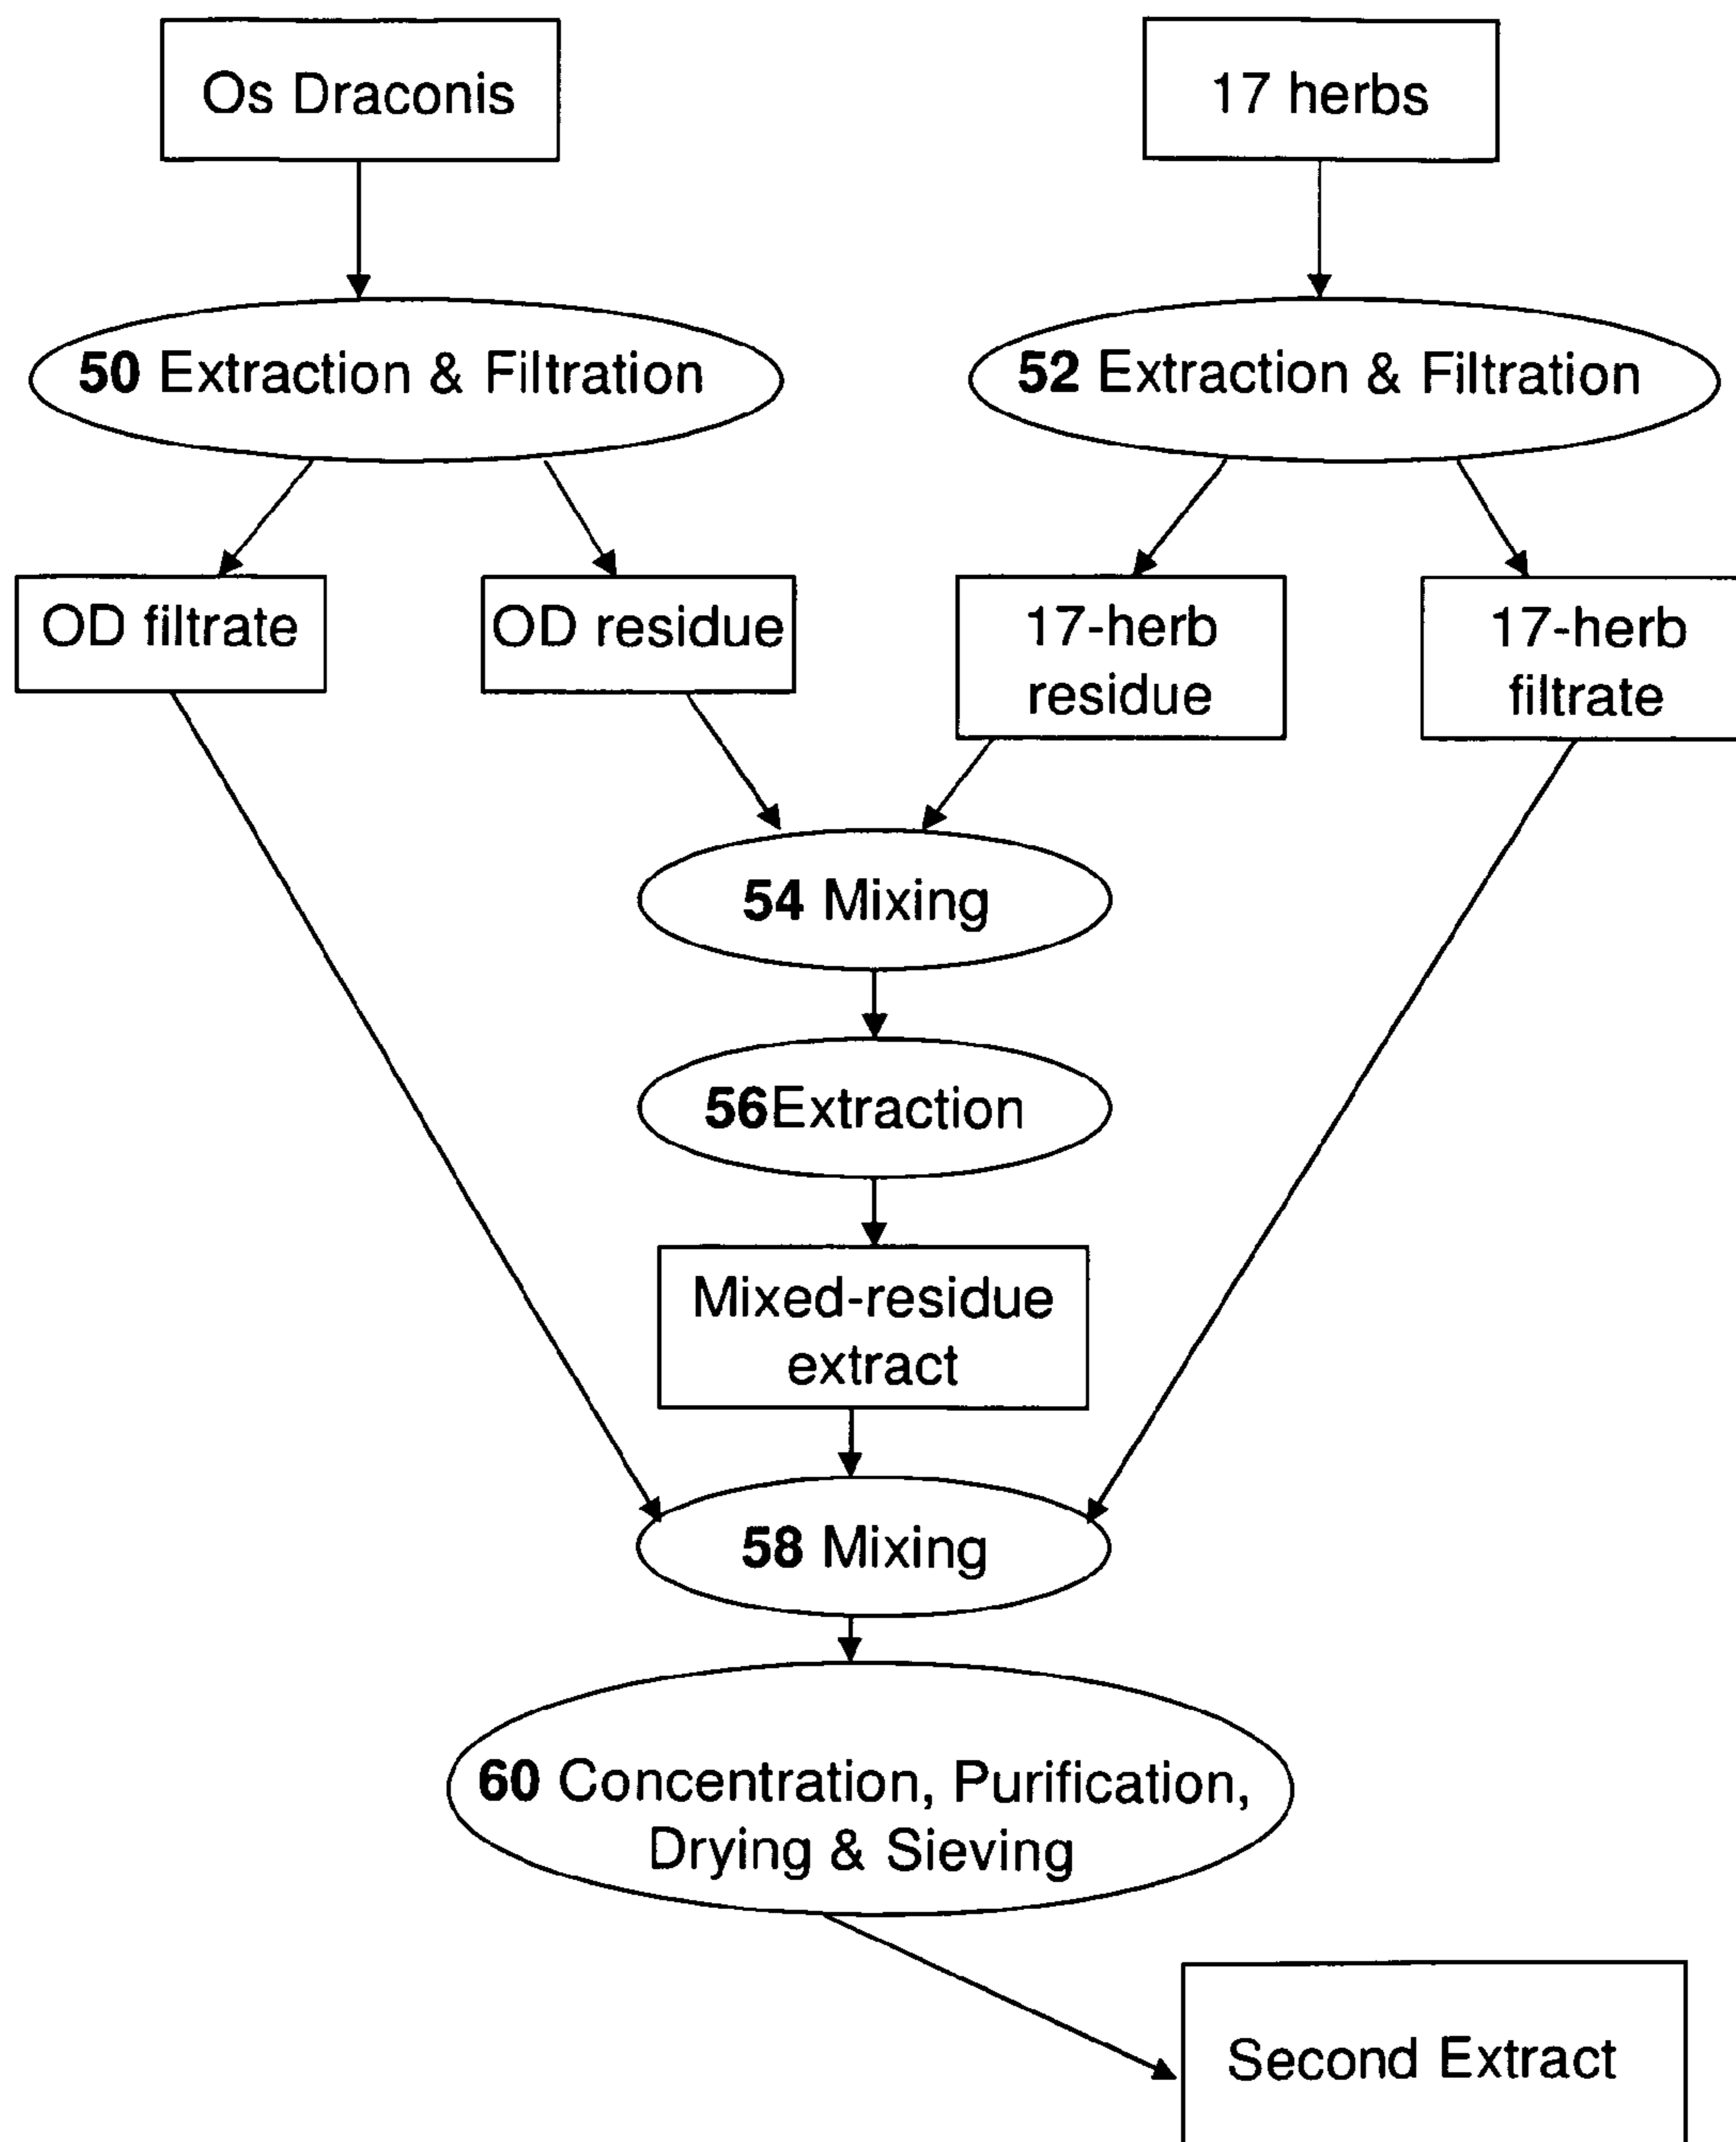 Os Draconis
17 herbs
50 Extraction & Filtration
52 Extraction & Filtration
OD filtrate
OD residue
17-herb
residue
17-herb
filtrate
54 Mixing
56Extraction
Mixed-residue
extract
58 Mixing
60 Concentration, Purification,
Drying & Sieving
Second Extract